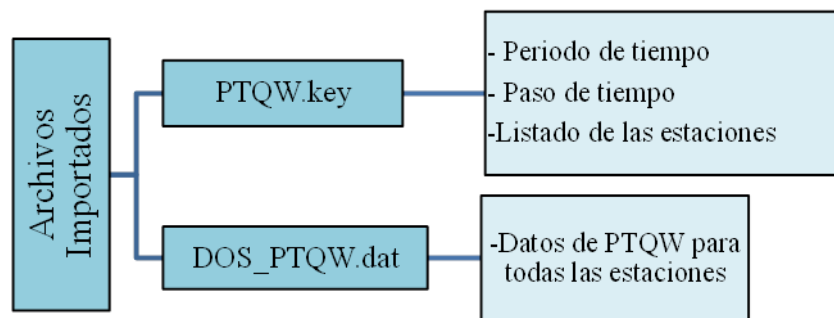 Archivos
Importados
PTQW.key
- Periodo de tiempo
- Paso de tiempo
-Listado de las estaciones
DOS_PTQW.dat
-Datos de PTQW para
todas las estaciones